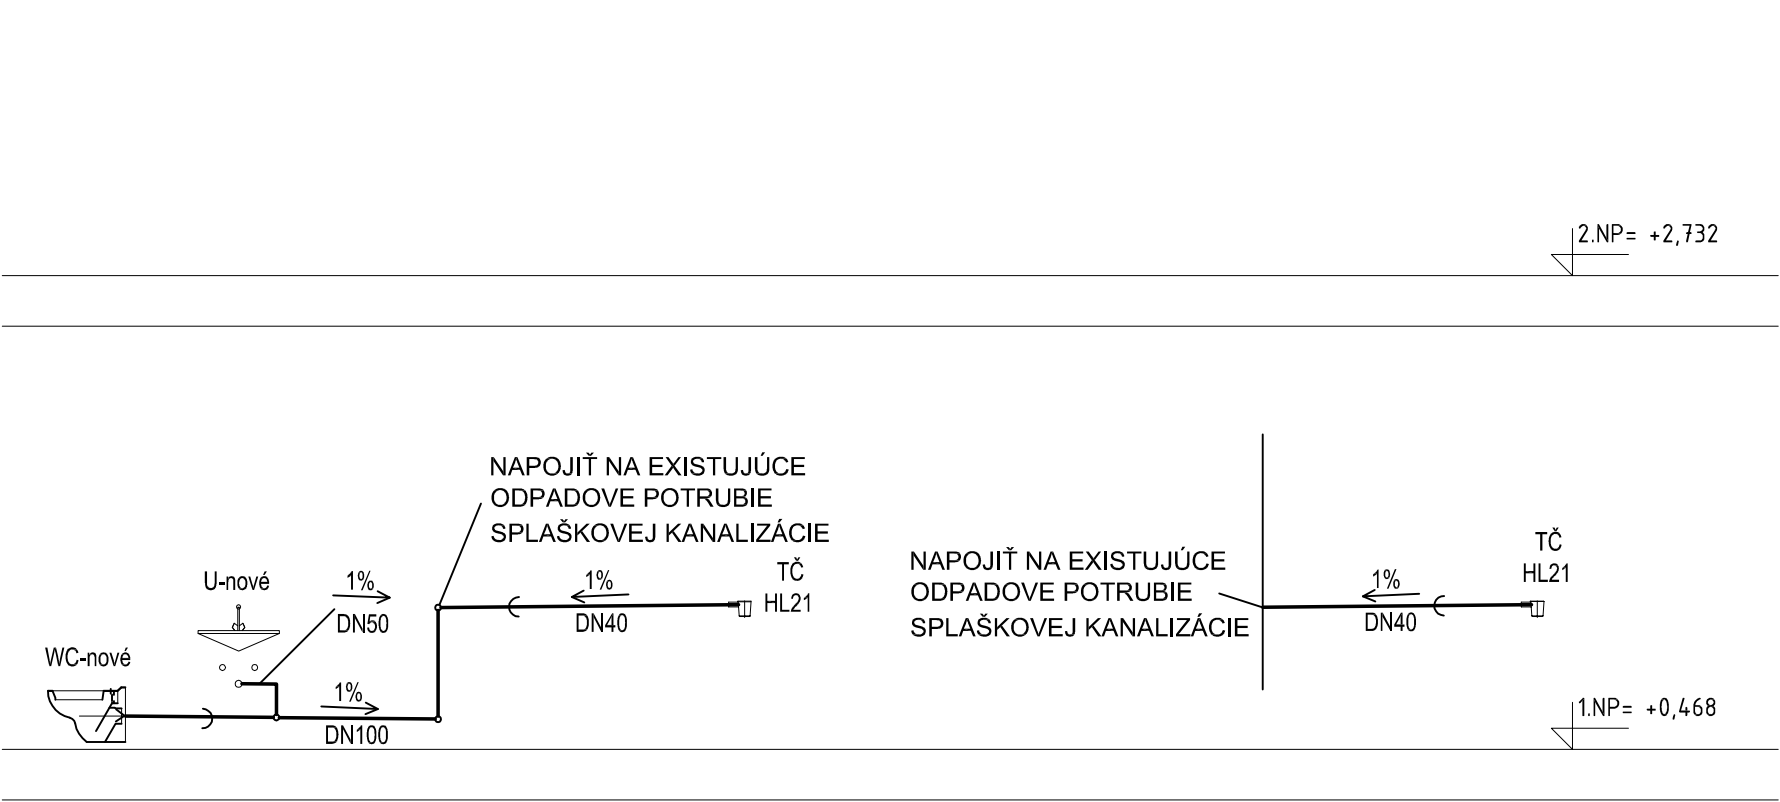 2.NP= +2,732
NAPOJIŤ NA EXISTUJÚCE
ODPADOVE POTRUBIE
SPLAŠKOVEJ KANALIZÁCIE
U-nové
1%
DN50
WC-nové
1%
DN100
1%
DN40
TČ
HL21
NAPOJIŤ NA EXISTUJÚCE
ODPADOVE POTRUBIE
SPLAŠKOVEJ KANALIZÁCIE
1%
DN40
TČ
HL21
1.NP= +0,468